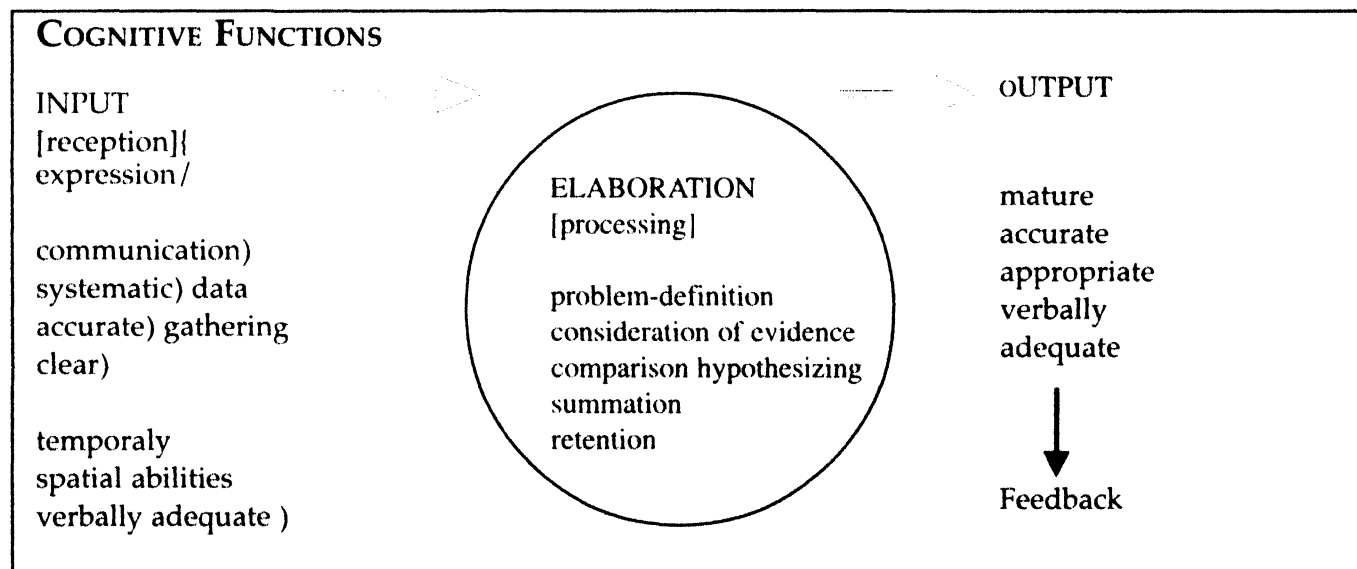 COGNITIVE FUNCTIONS
INPUT
[reception]{
expression/
communication)
systematic) data
accurate) gathering
clear)
temporaly
spatial abilities
verbally adequate )
ELABORATION
[processing]
problem-definition
consideration of evidence
comparison hypothesizing
summation
retention
oUTPUT
mature
accurate
appropriate
verbally
adequate
Feedback